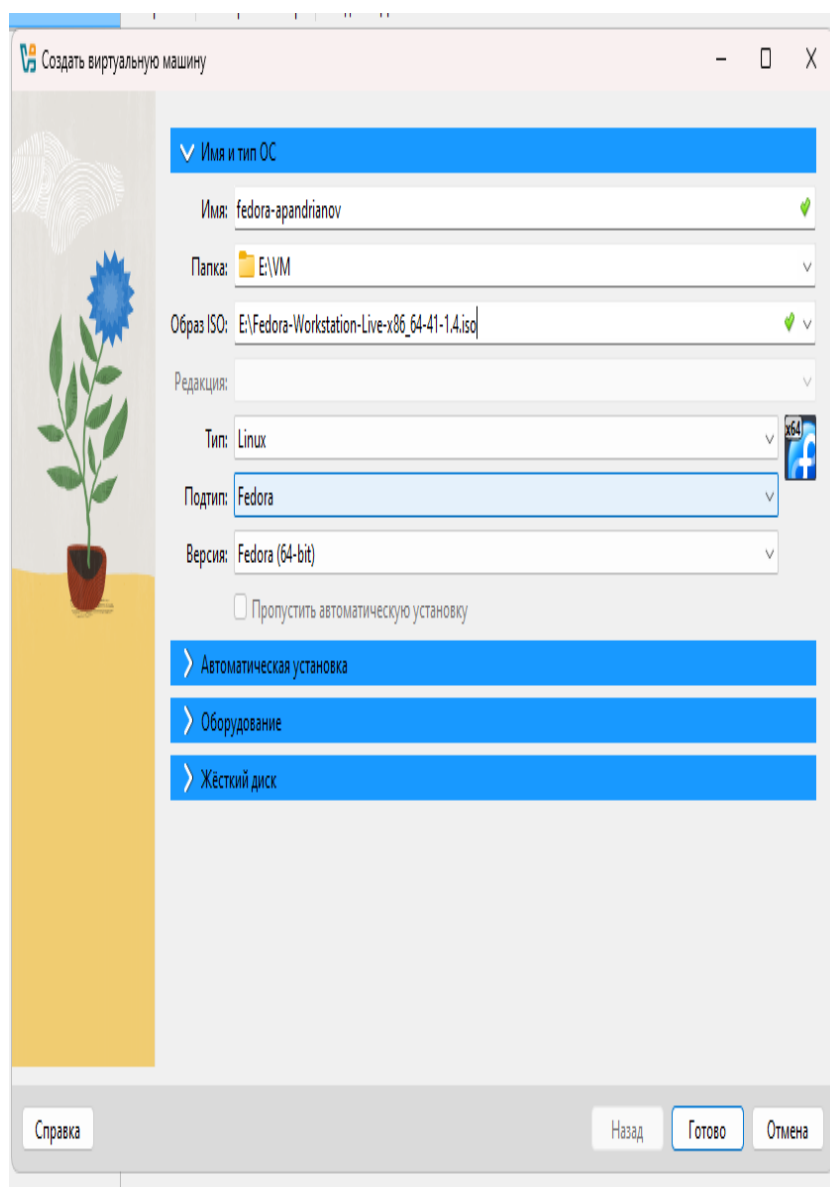 Создать виртуальную машину
Имя и тип ОС
Имя: fedora-apandrianov
Папка: E:\VM
Образ ISO: E:\Fedora-Workstation-Live-x86_64-41-1.4.iso
Редакция:
Тип: Linux
x64
Подтип: Fedora
Версия: Fedora (64-bit)
Пропустить автоматическую установку
Автоматическая установка
Оборудование
Жёсткий диск
Справка Назад Готово Отмена